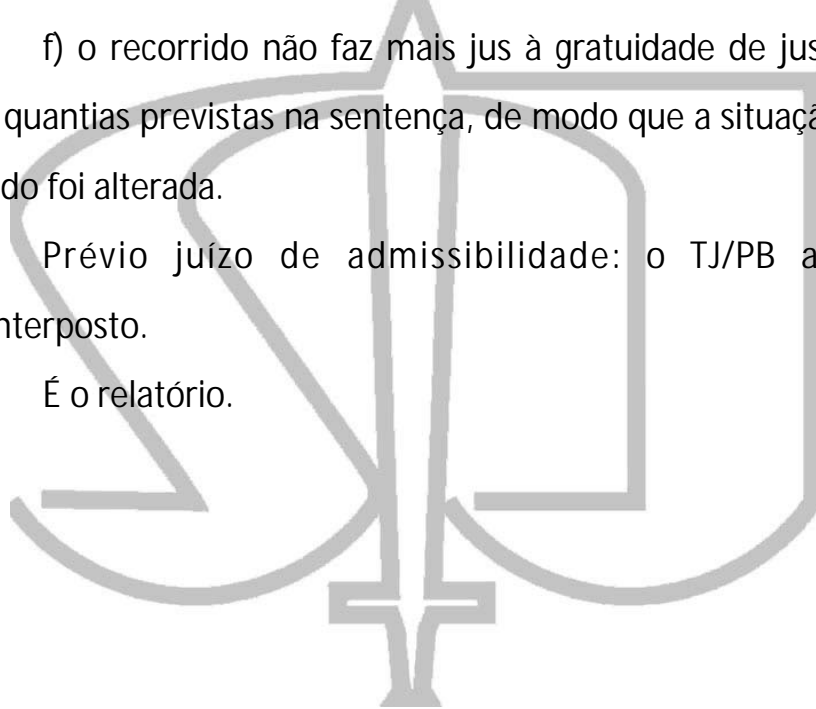 f) o recorrido não faz mais jus à gratuidade de jus
quantias previstas na sentença, de modo que a situaçã
do foi alterada.
Prévio juízo de admissibilidade: o TJ/PB a
nterposto.
É o relatório.